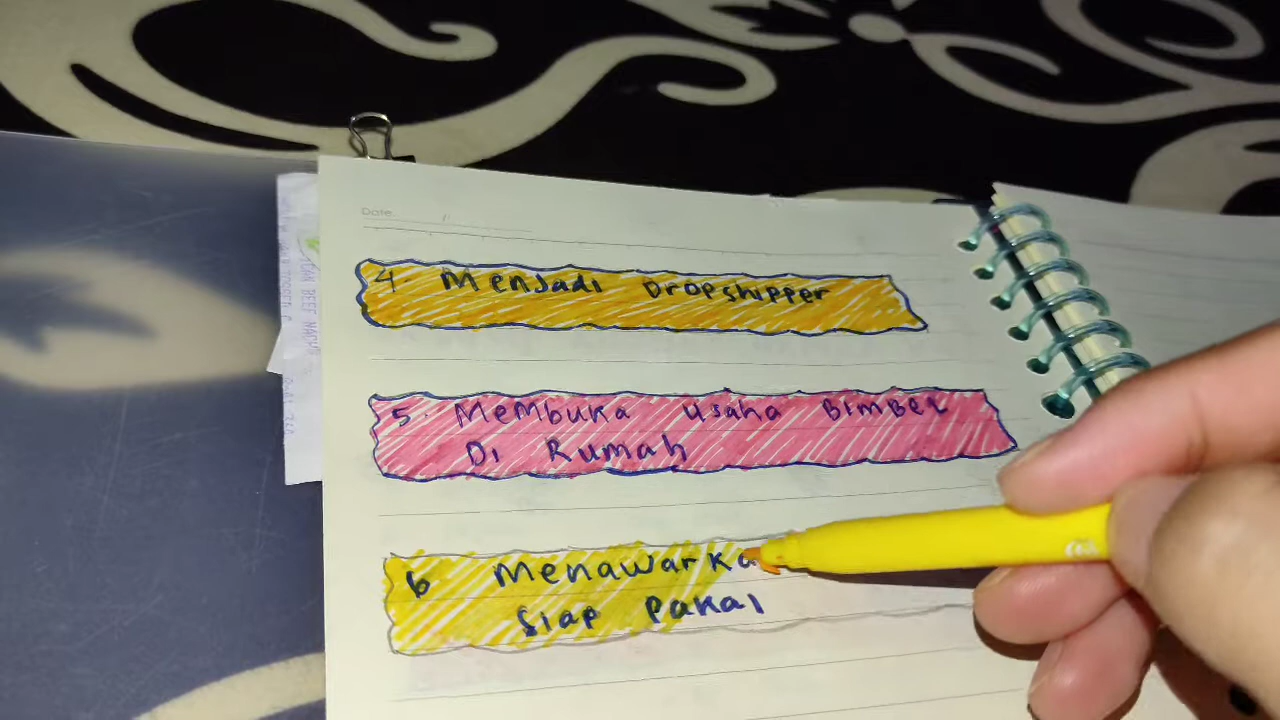 Date
4. Menjadi Dropshipper
5. Membuka Usaha Bimbel
Di Rumah
6 Menawarka
Siap Pakai